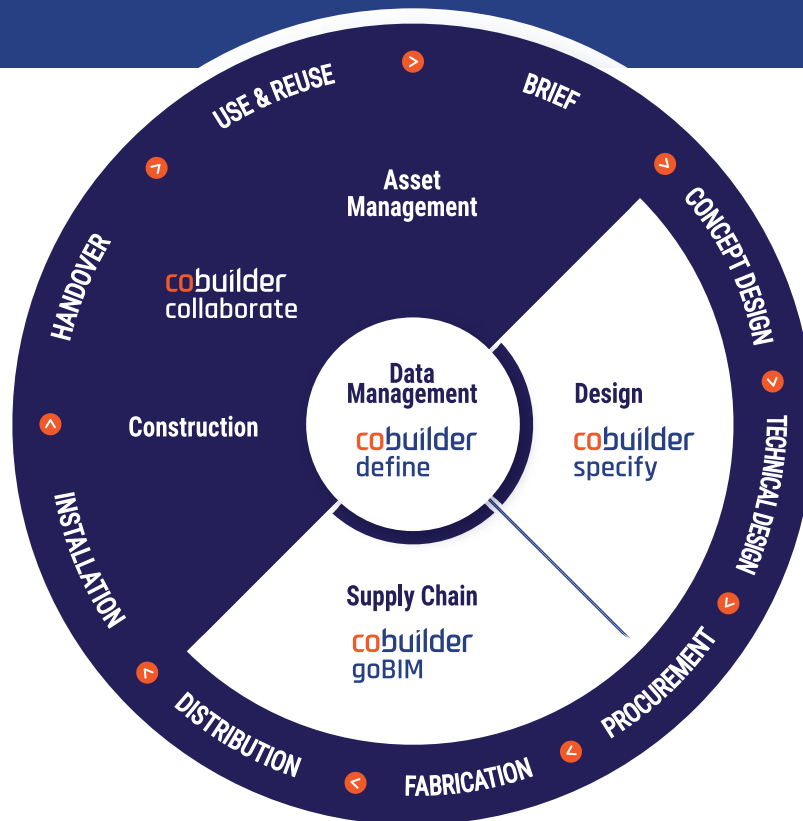 USE & REUSE
BRIEF
CONCEPT DESIGN
TECHNICAL DESIGN
PROCUREMENT
FABRICATION
DISTRIBUTION
INSTALLATION
HANDOVER
Asset
Management
cobuilder
collaborate
Construction
Data
Management
cobuilder
define
Design
cobuilder
specify
Supply Chain
cobuilder
goBIM